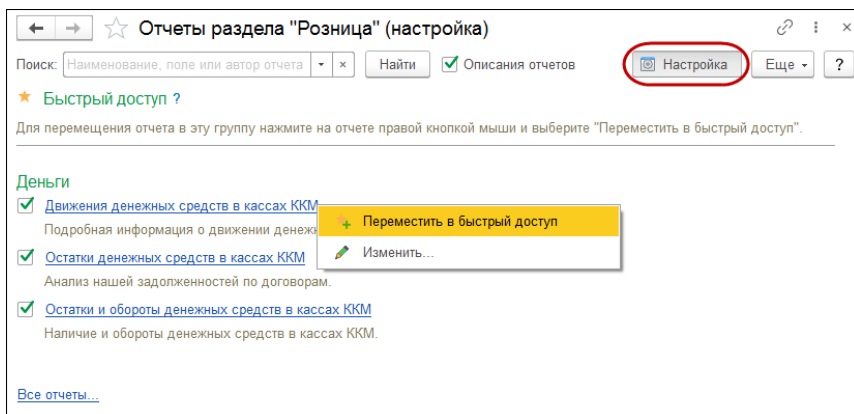 Отчеты раздела "Розница" (настройка)
Поиск: Наименование, поле или автор отчета Найти Описания отчетов Настройка Еще ?
Быстрый доступ ?
Для перемещения отчета в эту группу нажмите на отчете правой кнопкой мыши и выберите "Переместить в быстрый доступ".
Деньги
Движения денежных средств в кассах ККМ
Переместить в быстрый доступ
Подробная информация о движении
Изменить...
Остатки денежных средств в кассах ККМ
Анализ нашей задолженностей по договорам.
Остатки и обороты денежных средств в кассах ККМ
Наличие и обороты денежных средств в кассах ККМ.
Все отчеты...